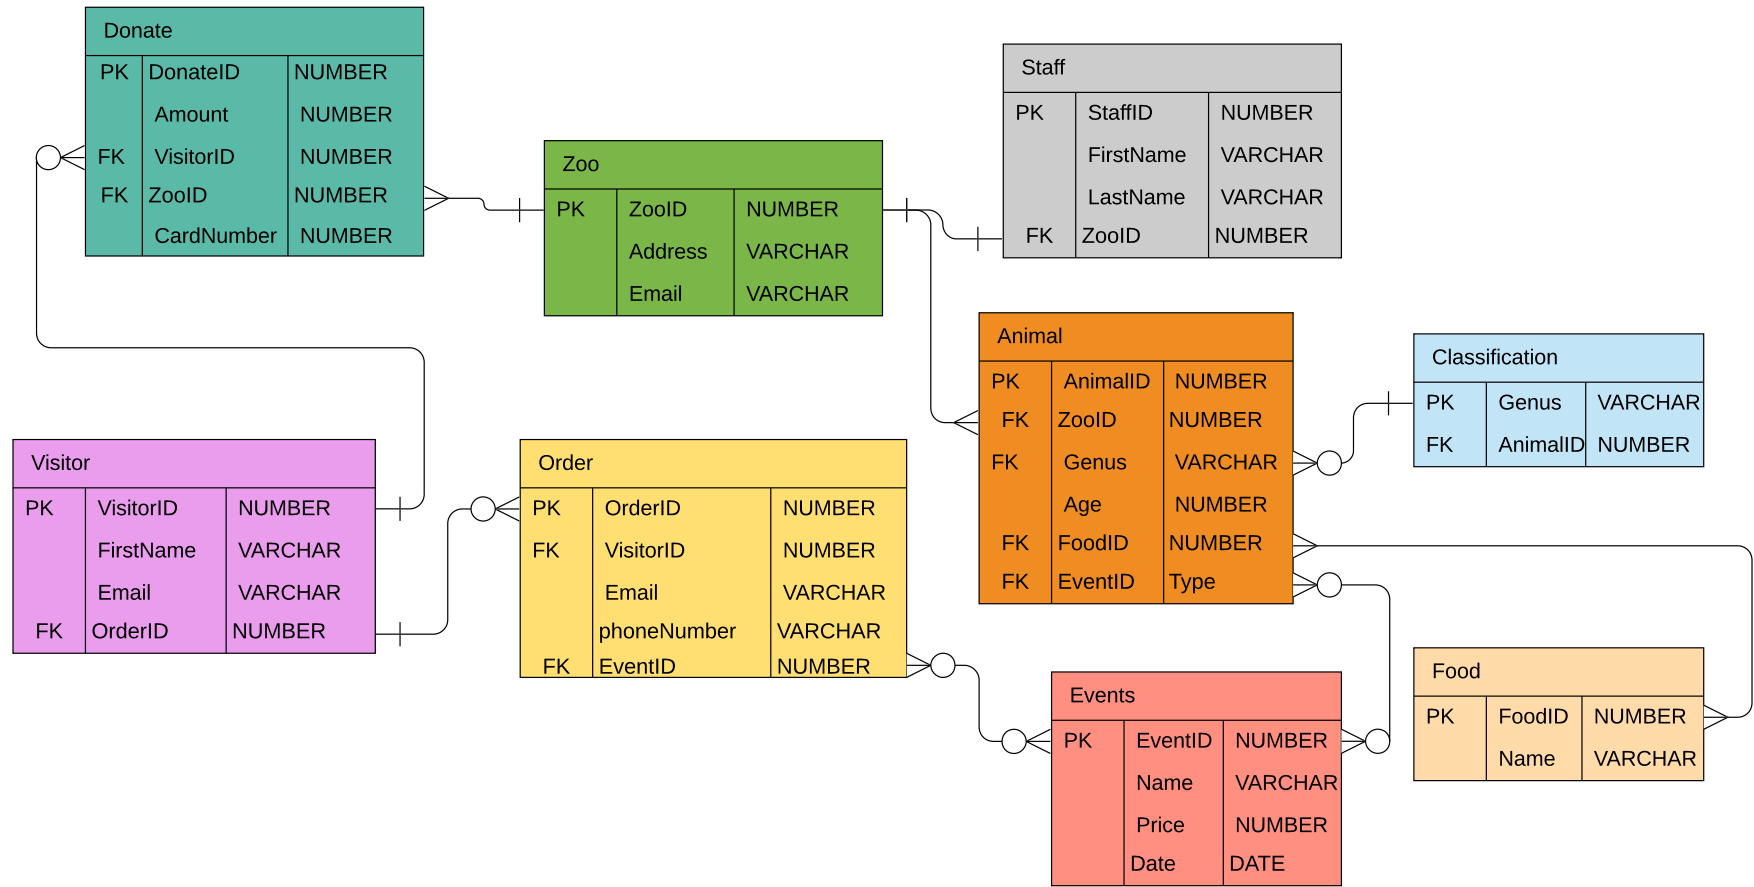 Donate
PK DonateID NUMBER
Amount NUMBER
FK VisitorID NUMBER
FK ZooID NUMBER
CardNumber NUMBER
Zoo
PK ZooID NUMBER
Address VARCHAR
Email VARCHAR
Staff
PK StaffID NUMBER
FirstName VARCHAR
LastName VARCHAR
FK ZooID NUMBER
Animal
PK AnimalID NUMBER
FK ZooID NUMBER
FK Genus VARCHAR
Age NUMBER
FK FoodID NUMBER
FK EventID Type
Classification
PK Genus VARCHAR
FK AnimalID NUMBER
Visitor
PK VisitorID NUMBER
FirstName VARCHAR
Email VARCHAR
FK OrderID NUMBER
Order
PK OrderID NUMBER
FK VisitorID NUMBER
Email VARCHAR
phoneNumber VARCHAR
FK EventID NUMBER
Events
PK EventID NUMBER
Name VARCHAR
Price NUMBER
Date DATE
Food
PK FoodID NUMBER
Name VARCHAR